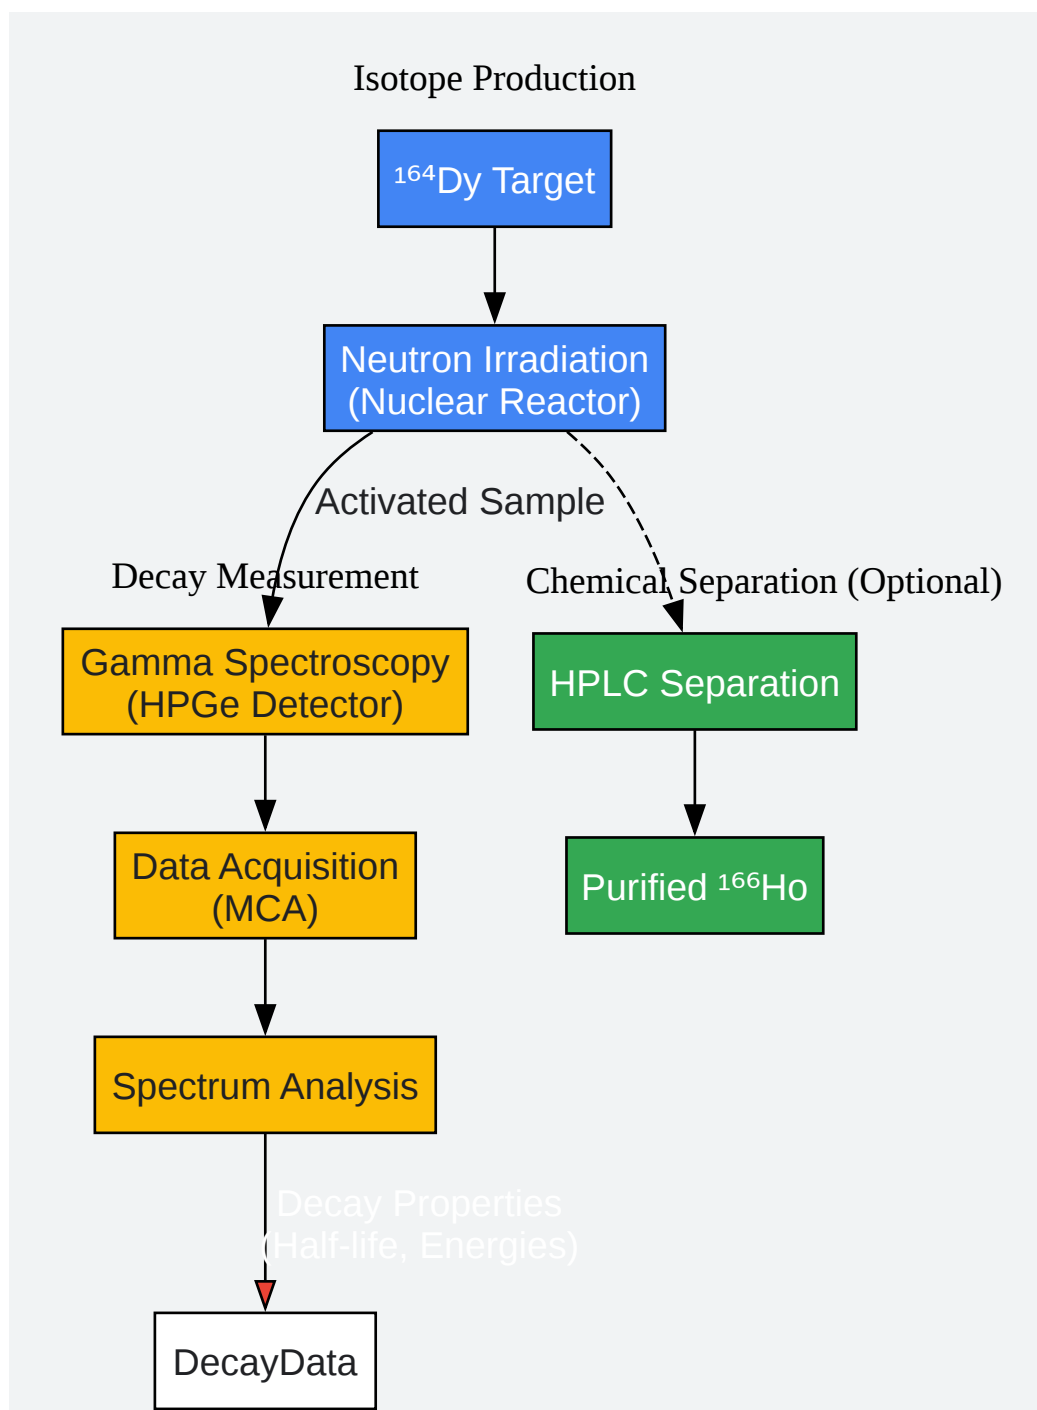 Isotope Production
¹⁶⁴Dy Target
Neutron Irradiation
(Nuclear Reactor)
Activated Sample
Decay Measurement
Chemical Separation (Optional)
Gamma Spectroscopy
(HPGe Detector)
HPLC Separation
Data Acquisition
(MCA)
Purified ¹⁶⁶Ho
Spectrum Analysis
Decay Properties
(Half-life, Energies)
DecayData